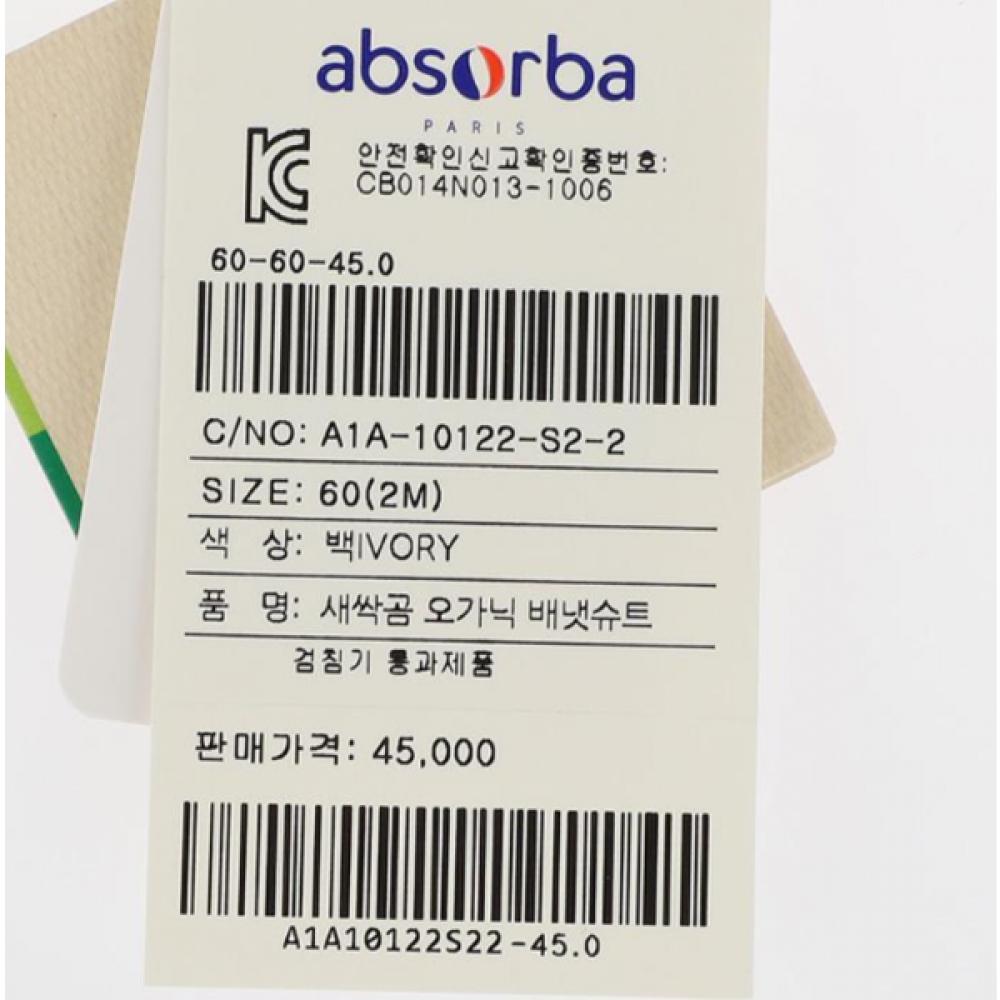 absorba
PARIS
안전확인신고확인증번호:
CB014N013-1006
60-60-45.0
C/NO: A1A-10122-S2-2
SIZE: 60(2M)
색 상: 백IVORY
품 명: 새싹곰 오가닉 배냇슈트
검침기 통과제품
판매가격: 45,000
A1A10122S22-45.0